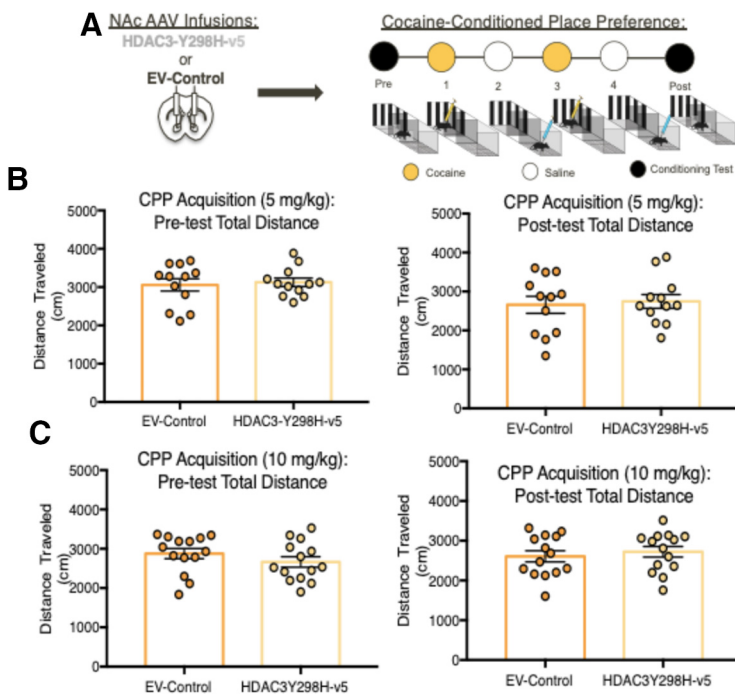 A
NAc AAV Infusions:
HDAC3-Y298H-v5
or
EV-Control
Cocaine-Conditioned Place Preference:
Pre 1 2 3 4 Post
Cocaine Saline Conditioning Test
B
CPP Acquisition (5 mg/kg):
Pre-test Total Distance
Distance Traveled
(cm)
5000
4000
3000
2000
1000
0
EV-Control HDAC3-Y298H-v5
CPP Acquisition (5 mg/kg):
Post-test Total Distance
Distance Traveled
(cm)
5000
4000
3000
2000
1000
0
EV-Control HDAC3Y298H-v5
C
CPP Acquisition (10 mg/kg):
Pre-test Total Distance
Distance Traveled
(cm)
5000
4000
3000
2000
1000
0
EV-Control HDAC3Y298H-v5
CPP Acquisition (10 mg/kg):
Post-test Total Distance
Distance Traveled
(cm)
5000
4000
3000
2000
1000
0
EV-Control HDAC3Y298H-v5